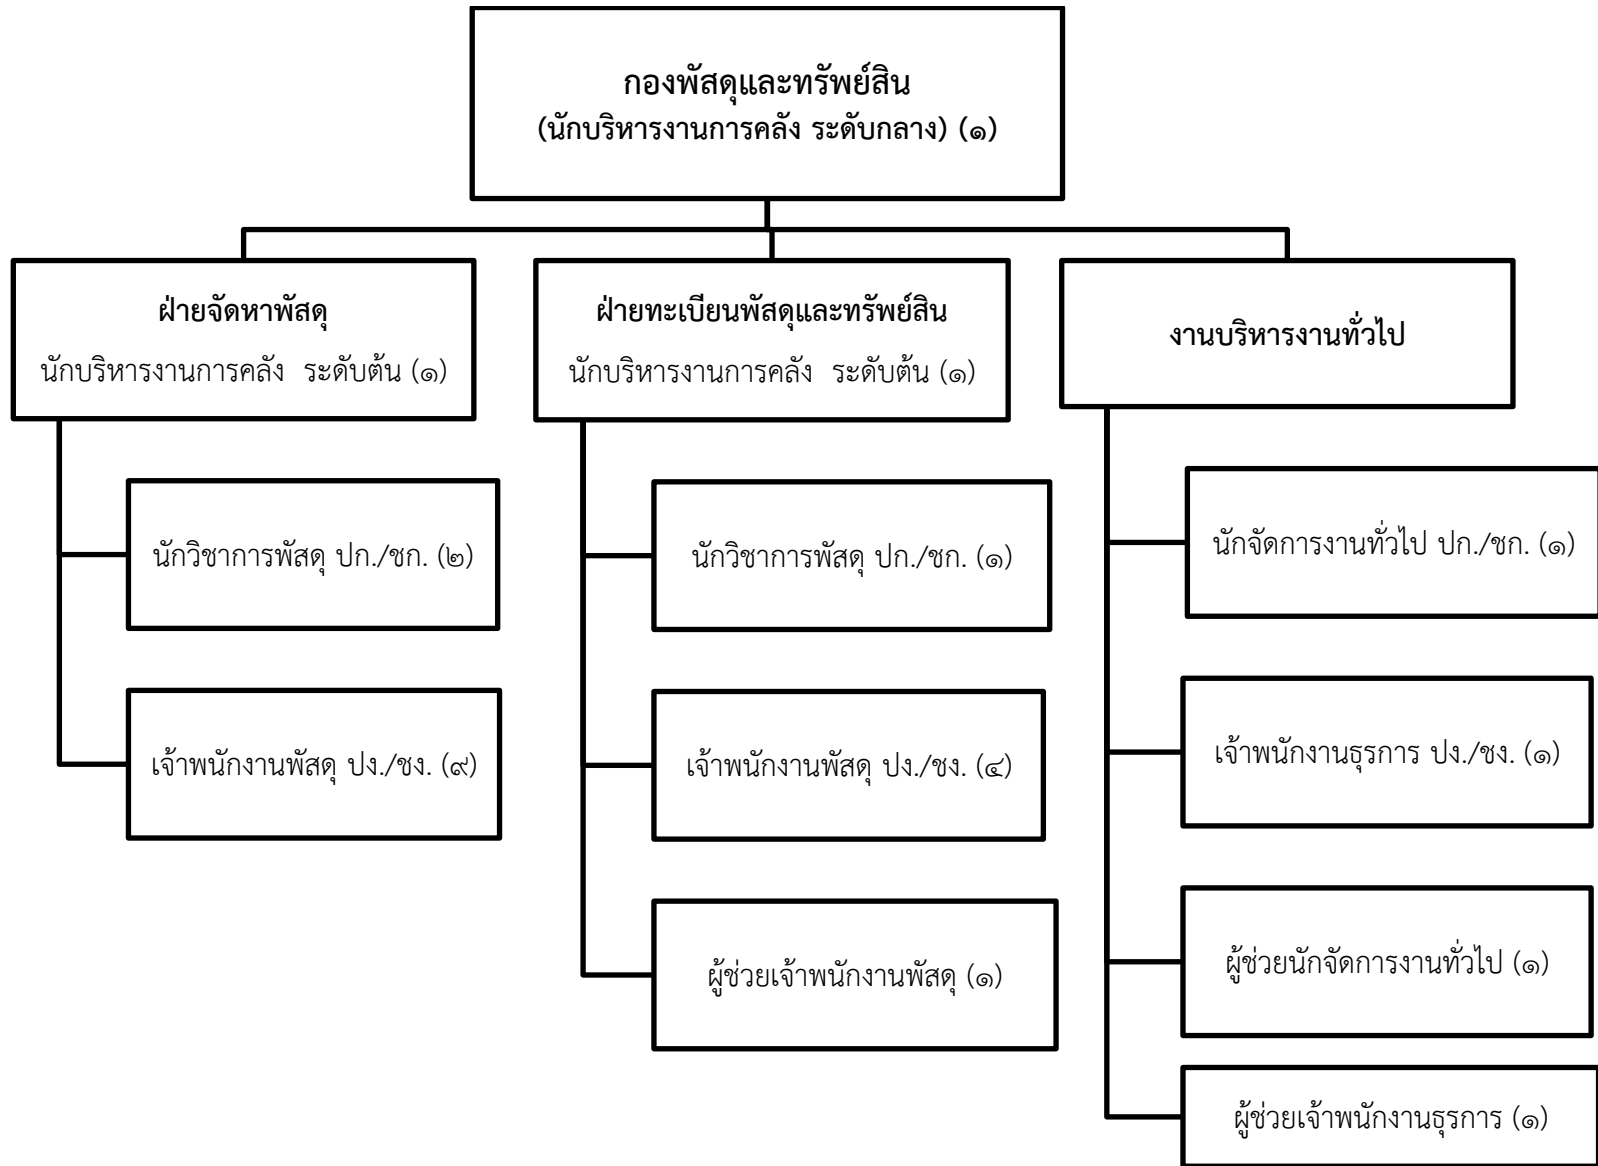 กองพัสดุและทรัพย์สิน
(นักบริหารงานการคลัง ระดับกลาง) (๑)
ฝ่ายจัดหาพัสดุ
นักบริหารงานการคลัง ระดับต้น (๑)
นักวิชาการพัสดุ ปก./ชก. (๒)
เจ้าพนักงานพัสดุ ปง./ชง. (๙)
ฝ่ายทะเบียนพัสดุและทรัพย์สิน
นักบริหารงานการคลัง ระดับต้น (๑)
นักวิชาการพัสดุ ปก./ชก. (๑)
เจ้าพนักงานพัสดุ ปง./ชง. (๔)
ผู้ช่วยเจ้าพนักงานพัสดุ (๑)
งานบริหารงานทั่วไป
นักจัดการงานทั่วไป ปก./ชก. (๑)
เจ้าพนักงานธุรการ ปง./ชง. (๑)
ผู้ช่วยนักจัดการงานทั่วไป (๑)
ผู้ช่วยเจ้าพนักงานธุรการ (๑)